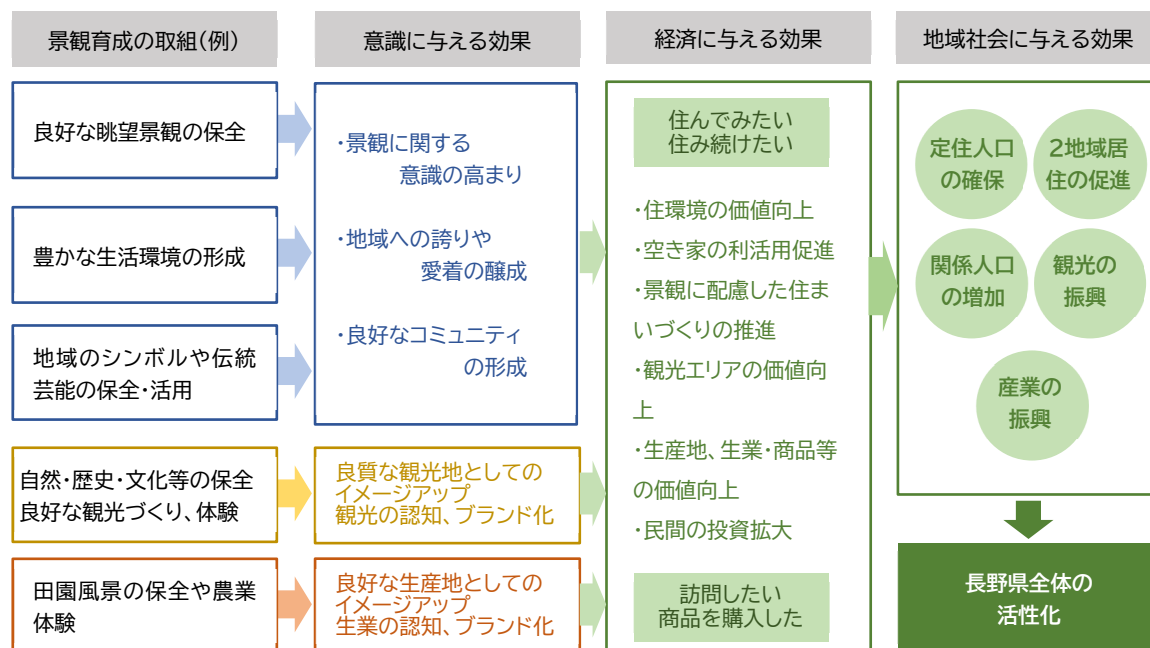 景観育成の取組(例)
意識に与える効果
経済に与える効果
地域社会に与える効果
良好な眺望景観の保全
豊かな生活環境の形成
地域のシンボルや伝統
芸能の保全・活用
自然・歴史・文化等の保全
良好な観光づくり、体験
田園風景の保全や農業
体験
・景観に関する
意識の高まり
・地域への誇りや
愛着の醸成
・良好なコミュニティ
の形成
良質な観光地としての
イメージアップ
観光の認知、ブランド化
良好な生産地としての
イメージアップ
生業の認知、ブランド化
住んでみたい
住み続けたい
・住環境の価値向上
・空き家の利活用促進
・景観に配慮した住ま
いづくりの推進
・観光エリアの価値向
上
・生産地、生業・商品等
の価値向上
・民間の投資拡大
訪問したい
商品を購入した
定住人口
の確保
2地域居
住の促進
関係人口
の増加
観光の
振興
産業の
振興
長野県全体の
活性化